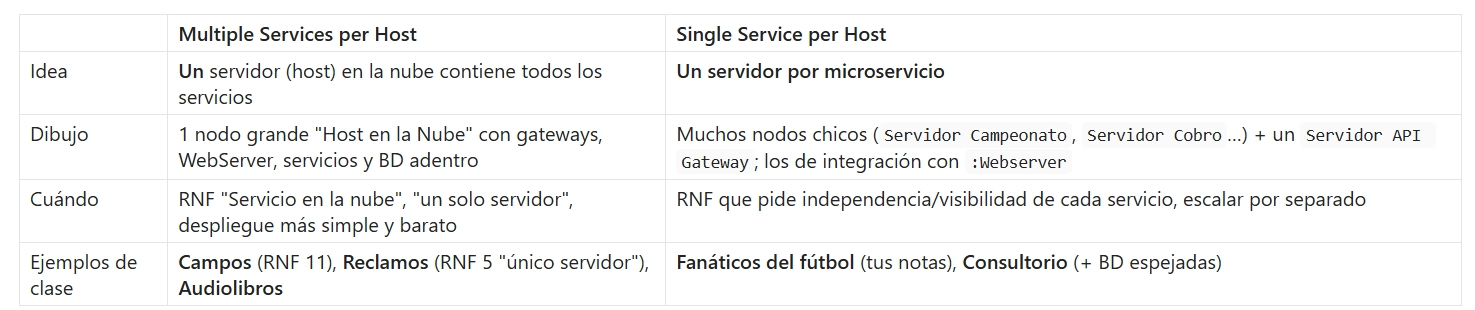 Multiple Services per Host
Single Service per Host
Idea
Un servidor (host) en la nube contiene todos los
servicios
Un servidor por microservicio
Dibujo
1 nodo grande "Host en la Nube" con gateways,
WebServer, servicios y BD adentro
Muchos nodos chicos ( Servidor Campeonato , Servidor Cobro …) + un Servidor API
Gateway ; los de integración con :Webserver
Cuándo
RNF "Servicio en la nube", "un solo servidor",
despliegue más simple y barato
RNF que pide independencia/visibilidad de cada servicio, escalar por separado
Ejemplos de
clase
Campos (RNF 11), Reclamos (RNF 5 "único servidor"),
Audiolibros
Fanáticos del fútbol (tus notas), Consultorio (+ BD espejadas)